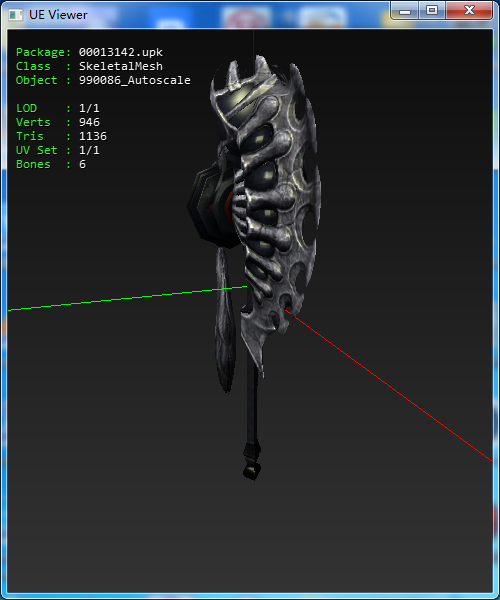 UE Viewer
Package: 00013142.upk
Class : SkeletalMesh
Object : 990086_Autoscale
LOD : 1/1
Verts : 946
Tris : 1136
UV Set : 1/1
Bones : 6